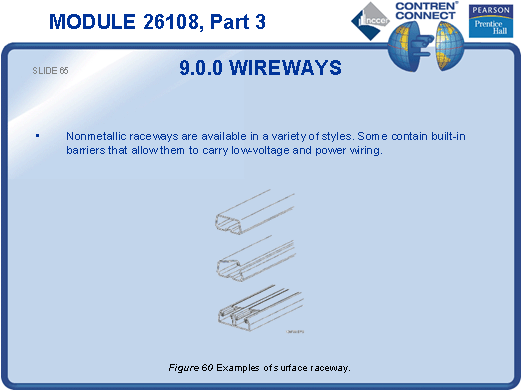 MODULE 26108, Part 3
nccer
CONTREN®
CONNECT
PEARSON
Prentice
Hall
SLIDE 65
9.0.0 WIREWAYS
• Nonmetallic raceways are available in a variety of styles. Some contain built-in
barriers that allow them to carry low-voltage and power wiring.
Figure 60 Examples of surface raceway.